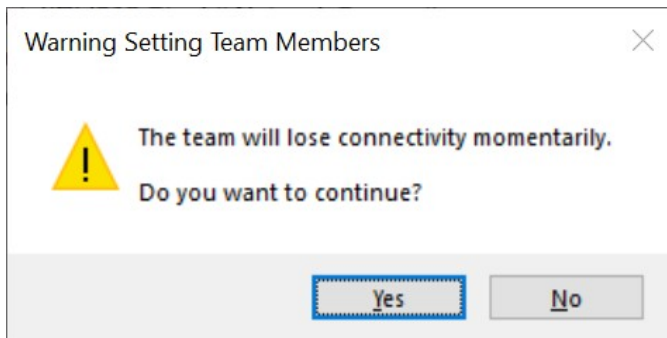 Warning Setting Team Members
The team will lose connectivity momentarily.
Do you want to continue?
Yes
No